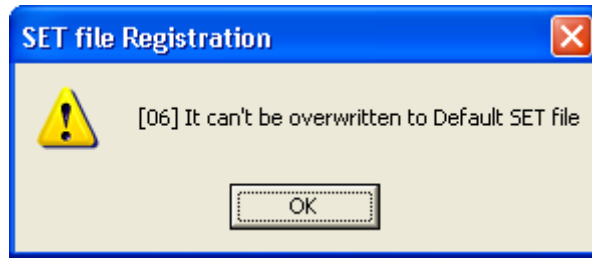 SET file Registration
[06] It can't be overwritten to Default SET file
OK